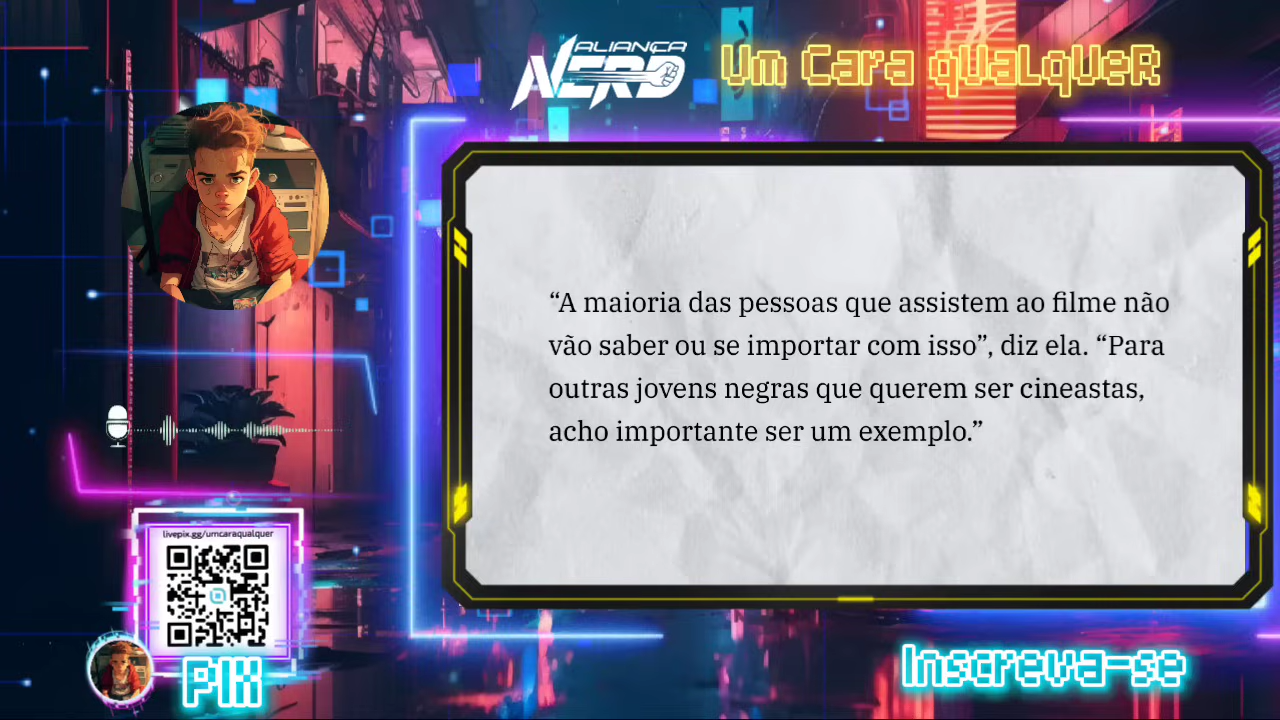 ALIANÇA
NERD
Um Cara qUaLqUeR
“A maioria das pessoas que assistem ao filme não
vão saber ou se importar com isso”, diz ela. “Para
outras jovens negras que querem ser cineastas,
acho importante ser um exemplo.”
livepix.gg/umcaraqualquer
PIX
Inscreva-se